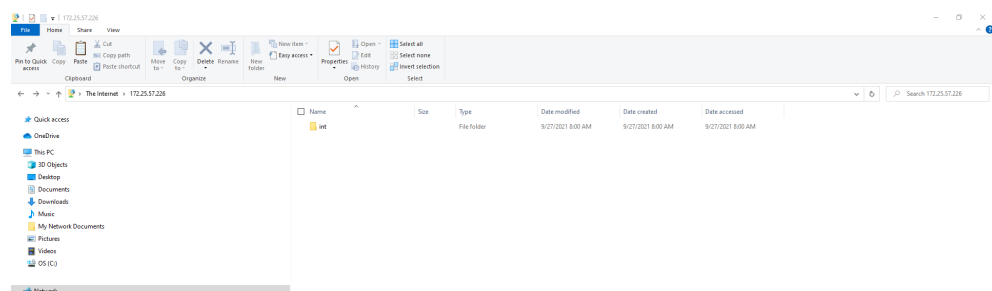 172.25.57.226
File Home Share View
Pin to Quick access
Copy
Paste
Cut
Copy path
Paste shortcut
Clipboard
Move to
Copy to
Delete
Rename
Organize
New folder
New item
Easy access
New
Properties
Open
Edit
History
Open
Select all
Select none
Invert selection
Select
The Internet › 172.25.57.226
Search 172.25.57.226
Name Size Type Date modified Date created Date accessed
int File folder 9/27/2021 8:00 AM 9/27/2021 8:00 AM 9/27/2021 8:00 AM
Quick access
OneDrive
This PC
3D Objects
Desktop
Documents
Downloads
Music
My Network Documents
Pictures
Videos
OS (C:)
Network